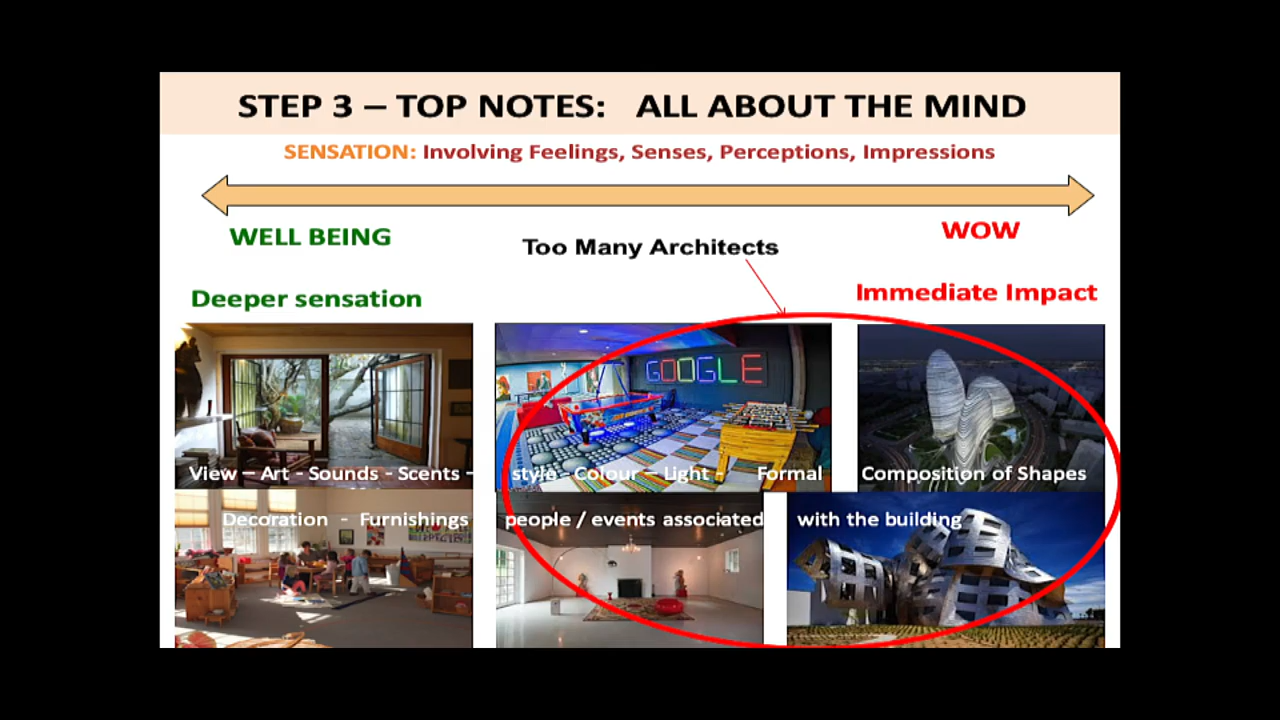 STEP 3 – TOP NOTES: ALL ABOUT THE MIND
SENSATION: Involving Feelings, Senses, Perceptions, Impressions
WELL BEING
WOW
Too Many Architects
Deeper sensation
Immediate Impact
GOOGLE
View – Art - Sounds - Scents – style - Colour – Light - Formal Composition of Shapes
Decoration - Furnishings people / events associated with the building